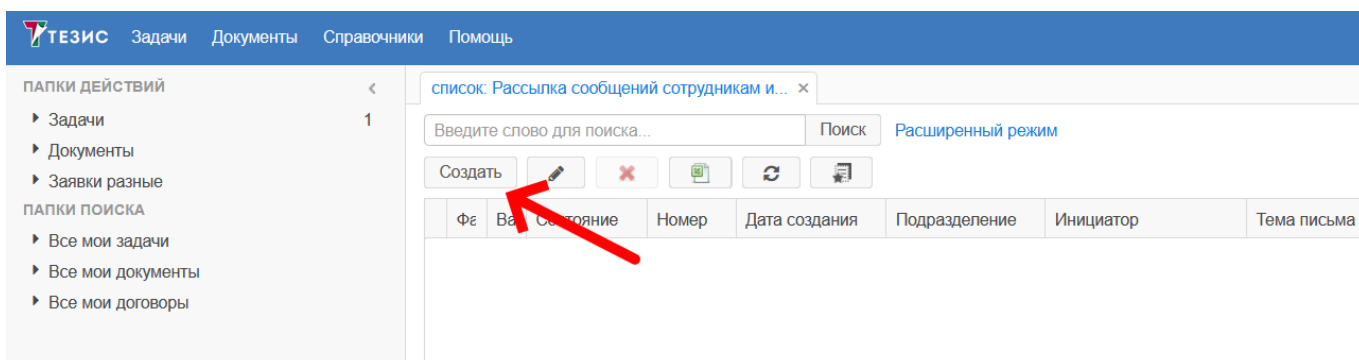 ТЕЗИС Задачи Документы Справочники Помощь
ПАПКИ ДЕЙСТВИЙ
Задачи 1
Документы
Заявки разные
ПАПКИ ПОИСКА
Все мои задачи
Все мои документы
Все мои договоры
список: Рассылка сообщений сотрудникам и... ×
Введите слово для поиска... Поиск Расширенный режим
Создать
Фа Ва Состояние Номер Дата создания Подразделение Инициатор Тема письма